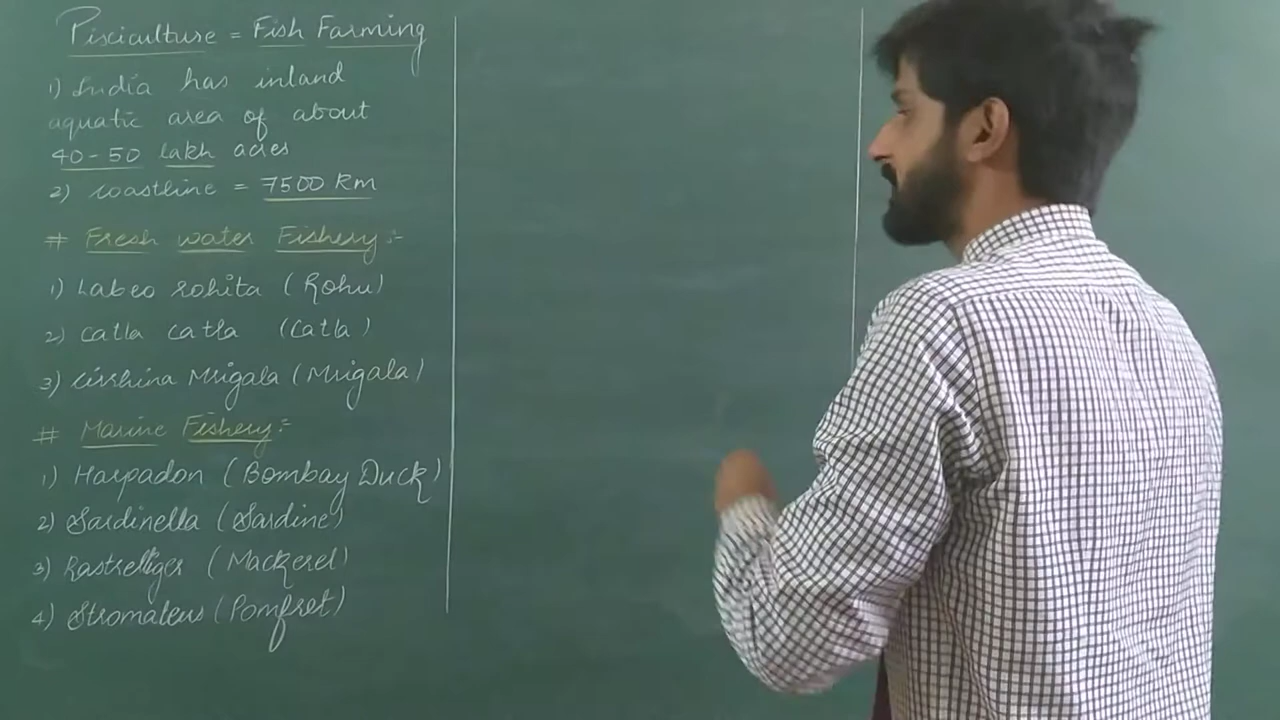 Pisciculture = Fish Farming
1) India has inland
aquatic area of about
40-50 lakh acres
2) coastline = 7500 Km
# Fresh water Fishery :-
1) Labeo rohita (Rohu)
2) Catla catla (Catla)
3) Cirrhina Mrigala (Mrigala)
# Marine Fishery :-
1) Harpadon (Bombay Duck)
2) Sardinella (Sardine)
3) Rastrelliger (Mackerel)
4) Stromateus (Pomfret)